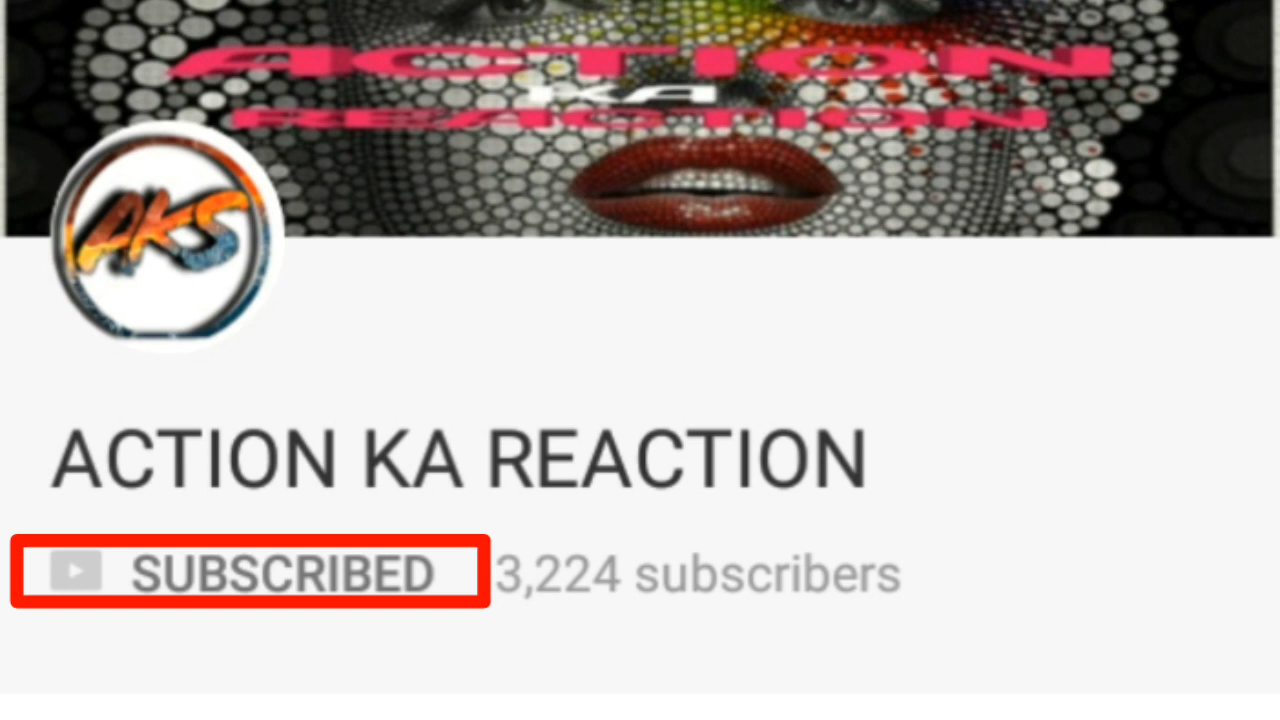 ACTION
KA
REACTION
AKS
ACTION KA REACTION
SUBSCRIBED 3,224 subscribers